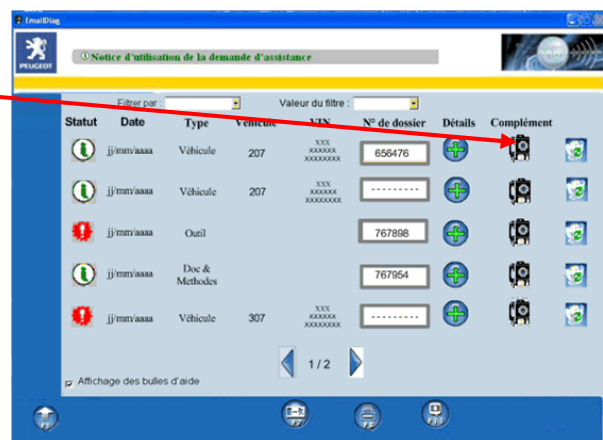 EmailDiag
PEUGEOT
Notice d'utilisation de la demande d'assistance
Filtrer par : Valeur du filtre :
Statut Date Type Véhicule VIN N° de dossier Détails Complément
jj/mm/aaaa Véhicule 207 xxx xxxxxx xxxxxxxx 656476
jj/mm/aaaa Véhicule 207 xxx xxxxxx xxxxxxxx ---------
jj/mm/aaaa Outil 767898
jj/mm/aaaa Doc & Methodes 767954
jj/mm/aaaa Véhicule 307 xxx xxxxxx xxxxxxxx ---------
1 / 2
Affichage des bulles d'aide